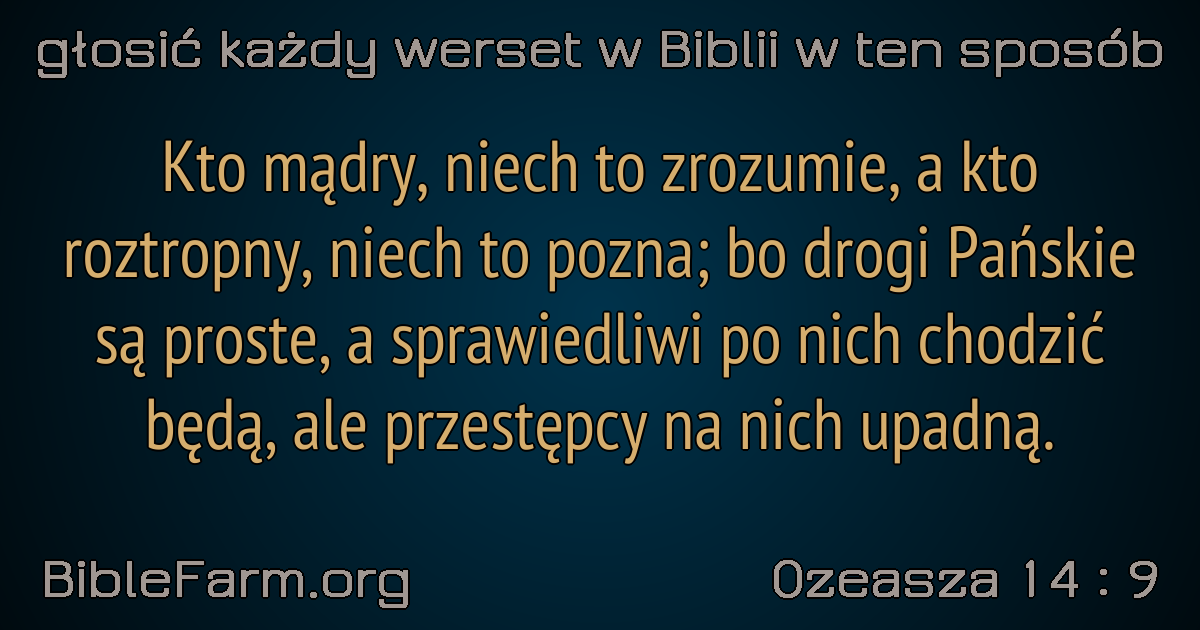 głosić każdy werset w Biblii w ten sposób
Kto mądry, niech to zrozumie, a kto
roztropny, niech to pozna; bo drogi Pańskie
są proste, a sprawiedliwi po nich chodzić
będą, ale przestępcy na nich upadną.
BibleFarm.org
Ozeasza 14 : 9